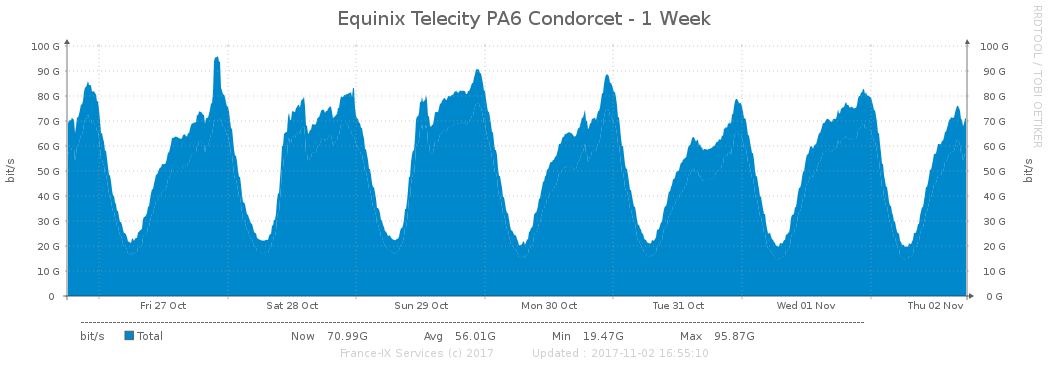 Equinix Telecity PA6 Condorcet - 1 Week
RRDTOOL / TOBI OETIKER
100 G 100 G
90 G 90 G
80 G 80 G
70 G 70 G
60 G 60 G
50 G 50 G
40 G 40 G
30 G 30 G
20 G 20 G
10 G 10 G
0 0 G
bit/s bit/s
Fri 27 Oct Sat 28 Oct Sun 29 Oct Mon 30 Oct Tue 31 Oct Wed 01 Nov Thu 02 Nov
bit/s Total Now 70.99G Avg 56.01G Min 19.47G Max 95.87G
France-IX Services (c) 2017 Updated : 2017-11-02 16:55:10